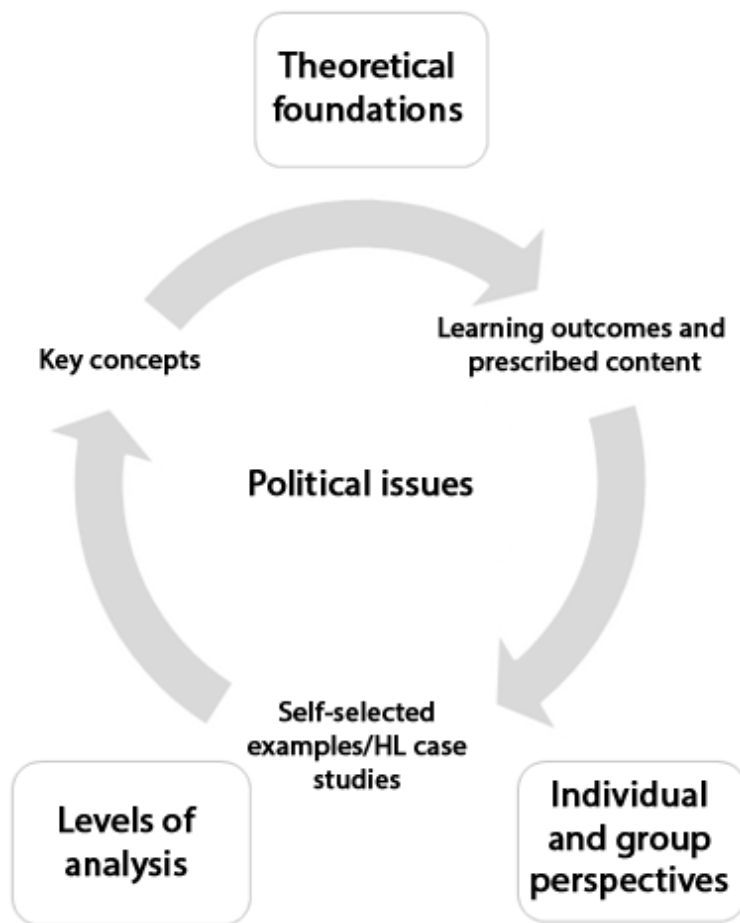 Theoretical
foundations
Key concepts
Learning outcomes and
prescribed content
Political issues
Self-selected
examples/HL case
studies
Levels of
analysis
Individual
and group
perspectives